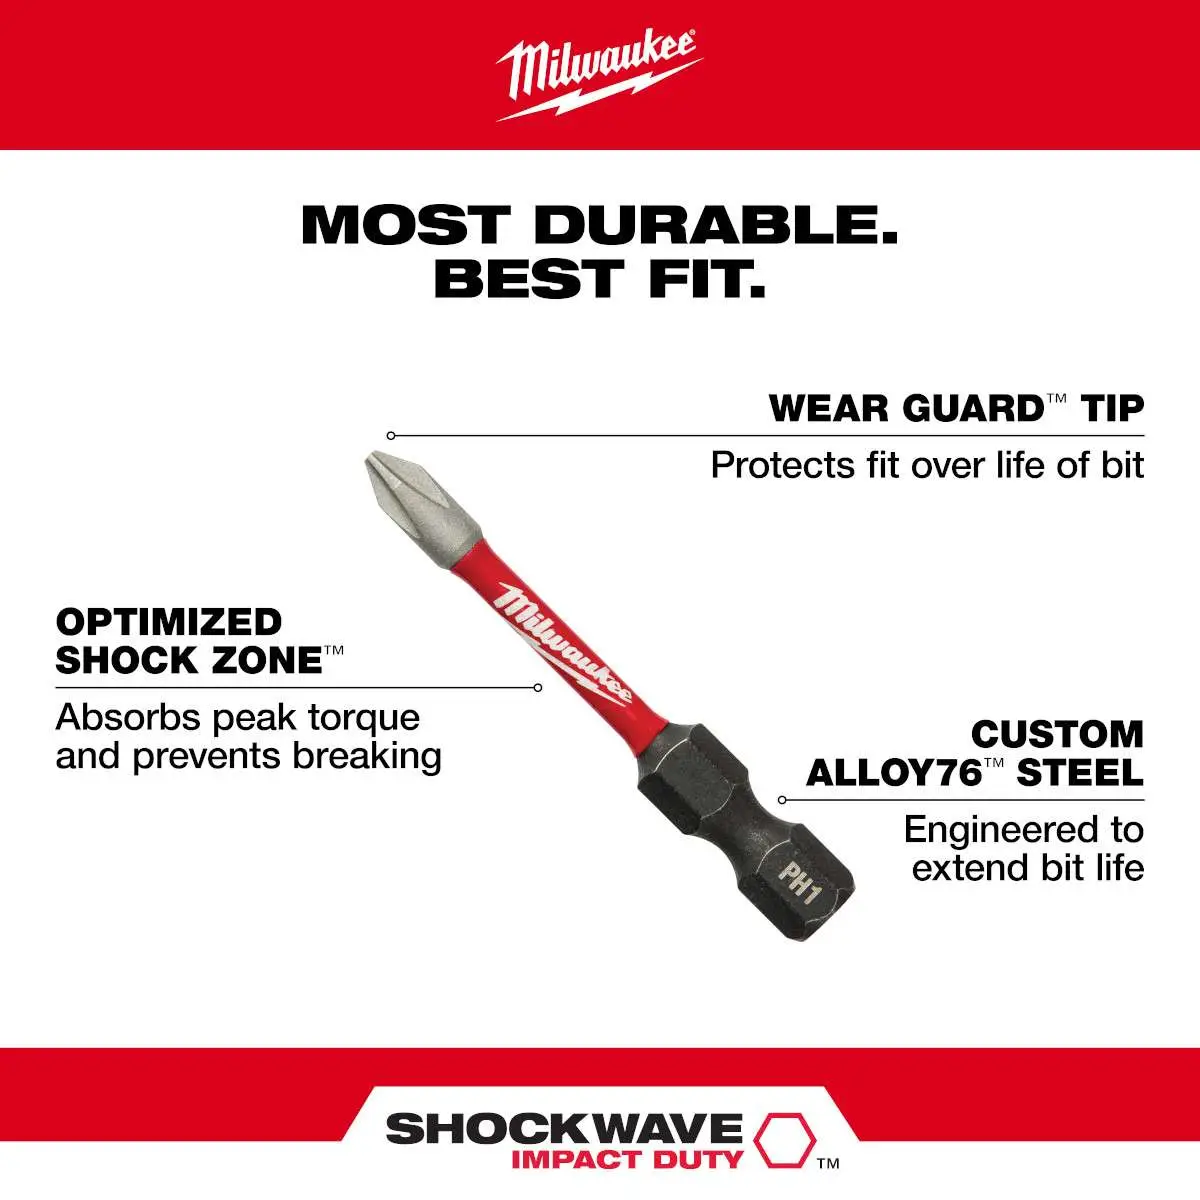 Milwaukee®
MOST DURABLE.
BEST FIT.
WEAR GUARD™ TIP
Protects fit over life of bit
OPTIMIZED
SHOCK ZONE™
Absorbs peak torque
and prevents breaking
Milwaukee
CUSTOM
ALLOY76™ STEEL
Engineered to
extend bit life
PH1
SHOCKWAVE
IMPACT DUTY ™